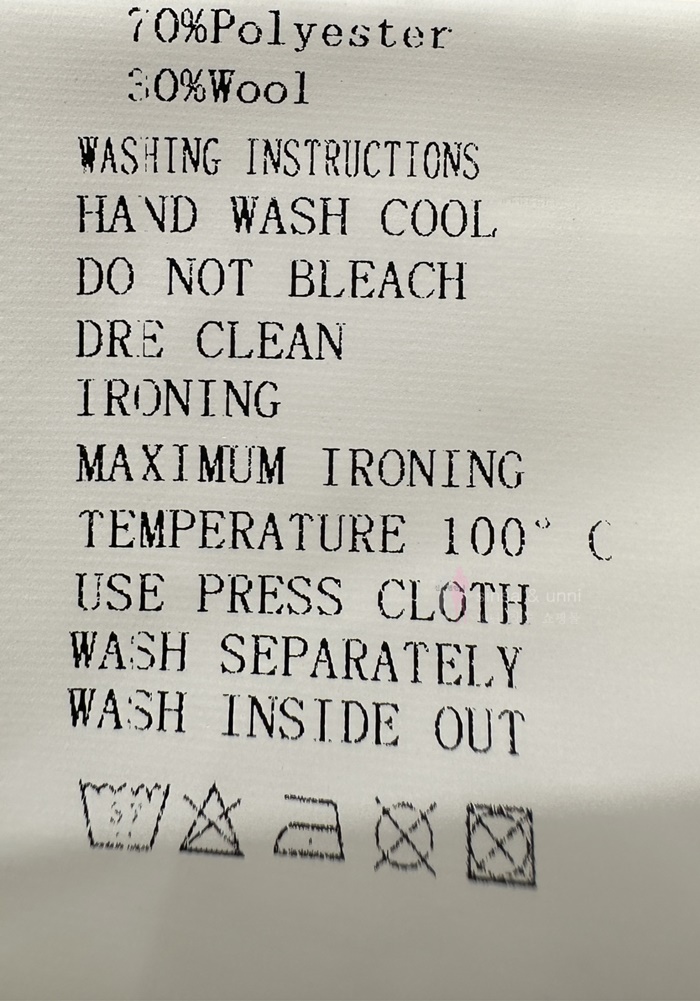 70%Polyester
30%Wool
WASHING INSTRUCTIONS
HAND WASH COOL
DO NOT BLEACH
DRE CLEAN
IRONING
MAXIMUM IRONING
TEMPERATURE 100° C
USE PRESS CLOTH
& unni
WASH SEPARATELY
WASH INSIDE OUT